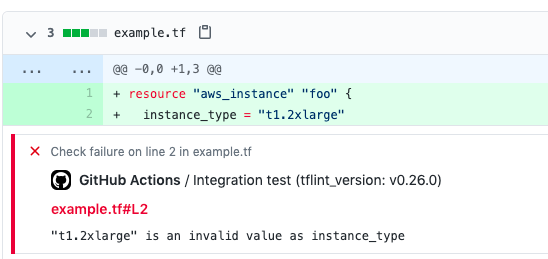 3 example.tf
... ... @@ -0,0 +1,3 @@
1 + resource "aws_instance" "foo" {
2 + instance_type = "t1.2xlarge"
Check failure on line 2 in example.tf
GitHub Actions / Integration test (tflint_version: v0.26.0)
example.tf#L2
"t1.2xlarge" is an invalid value as instance_type